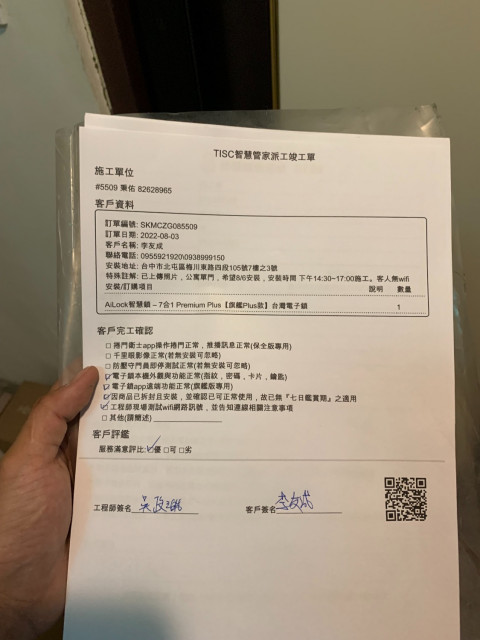 TISC智慧管家派工竣工單
施工單位
#5509 秉佑 82628965
客戶資料
訂單編號: SKMCZG085509
訂單日期: 2022-08-03
客戶名稱: 李友成
聯絡電話: 0955921920\0938999150
安裝地址: 台中市北屯區梅川東路四段105號7樓之3號
特殊註解: 已上傳照片，公寓單門，希望8/6安裝，安裝時間 下午14:30~17:00施工。客人無wifi
安裝/訂購項目 說明 數量
AiLock智慧鎖 – 7合1 Premium Plus【旗艦Plus款】台灣電子鎖 1
客戶完工確認
□捲門衛士app操作捲門正常，推播訊息正常(保全版專用)
□千里眼影像正常(若無安裝可忽略)
□防壓守門員即停測試正常(若無安裝可忽略)
☑電子鎖本體外觀與功能正常(指紋，密碼，卡片，鑰匙)
☑電子鎖app遠端功能正常(旗艦版專用)
☑因商品已拆封且安裝，並確認已可正常使用，故已無『七日鑑賞期』之適用
☑工程師現場測試wifi網路訊號，並告知連線相關注意事項
□其他(請簡述)
客戶評鑑
服務滿意評比:☑優 □可 □劣
工程師簽名 客戶簽名 李友成